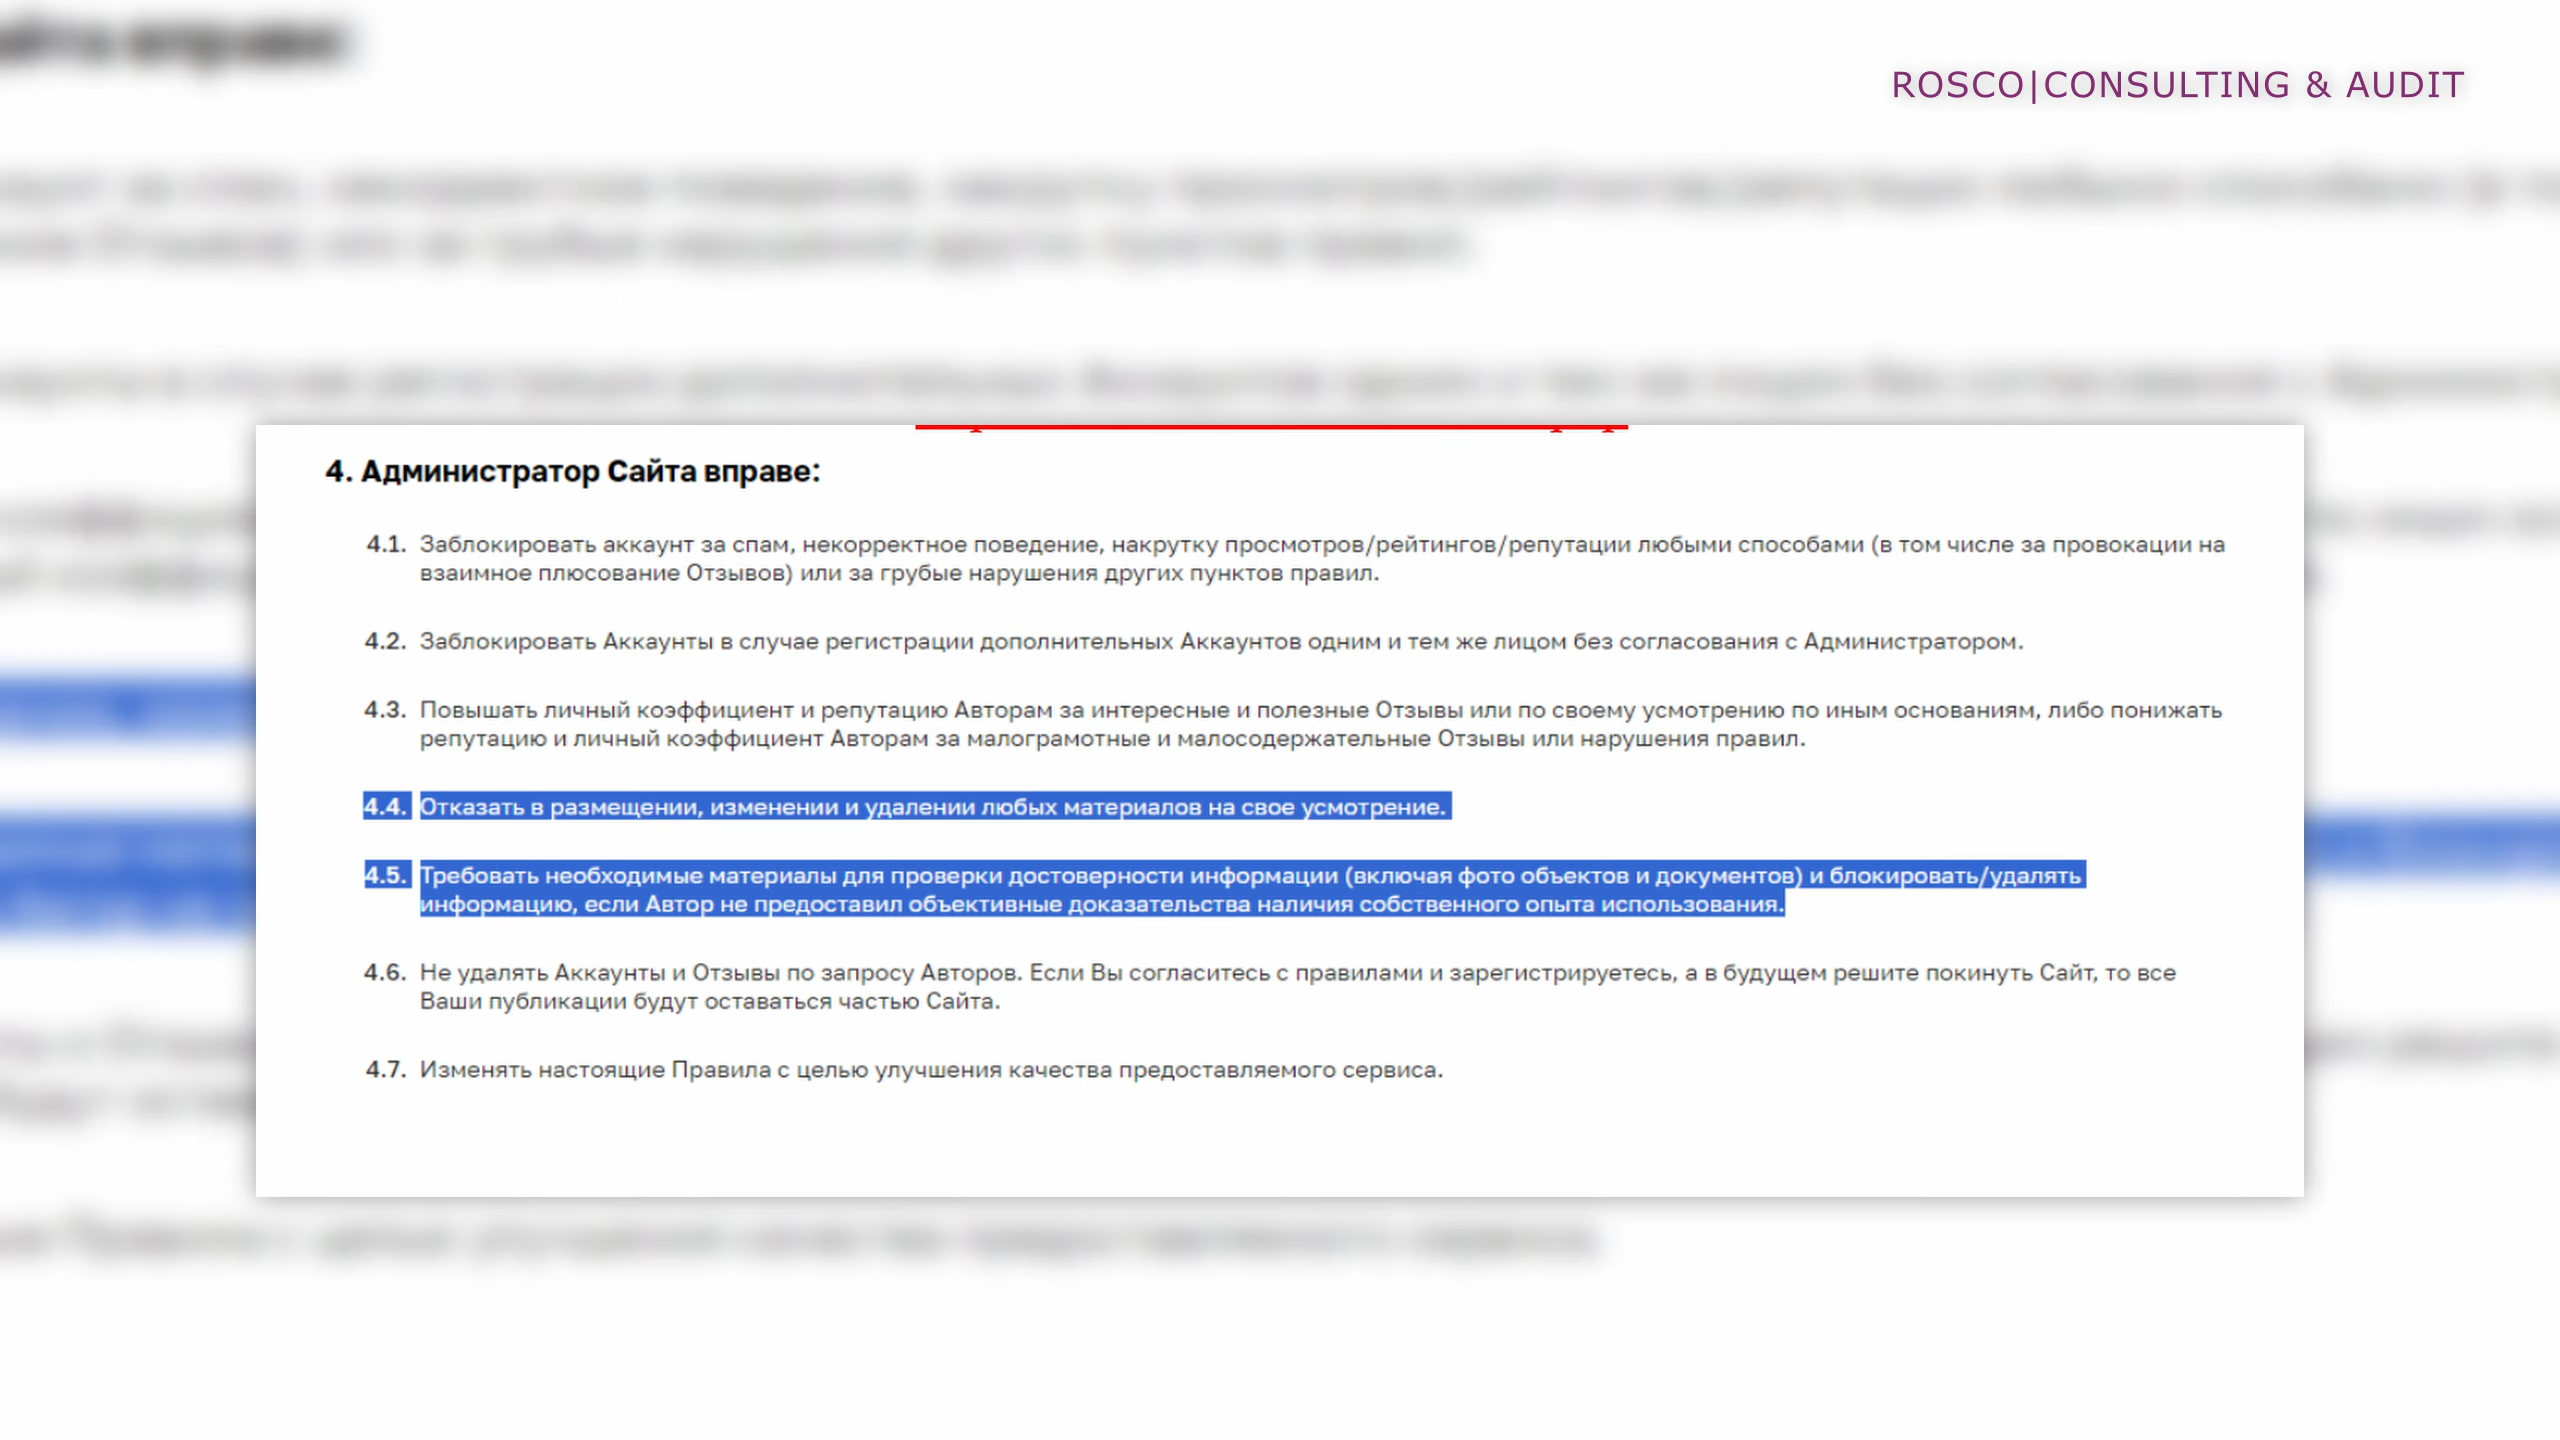 ROSCO|CONSULTING & AUDIT
4. Администратор Сайта вправе:
4.1. Заблокировать аккаунт за спам, некорректное поведение, накрутку просмотров/рейтингов/репутации любыми способами (в том числе за провокации на
взаимное плюсование Отзывов) или за грубые нарушения других пунктов правил.
4.2. Заблокировать Аккаунты в случае регистрации дополнительных Аккаунтов одним и тем же лицом без согласования с Администратором.
4.3. Повышать личный коэффициент и репутацию Авторам за интересные и полезные Отзывы или по своему усмотрению по иным основаниям, либо понижать
репутацию и личный коэффициент Авторам за малограмотные и малосодержательные Отзывы или нарушения правил.
4.4. Отказать в размещении, изменении и удалении любых материалов на свое усмотрение.
4.5. Требовать необходимые материалы для проверки достоверности информации (включая фото объектов и документов) и блокировать/удалять
информацию, если Автор не предоставил объективные доказательства наличия собственного опыта использования.
4.6. Не удалять Аккаунты и Отзывы по запросу Авторов. Если Вы согласитесь с правилами и зарегистрируетесь, а в будущем решите покинуть Сайт, то все
Ваши публикации будут оставаться частью Сайта.
4.7. Изменять настоящие Правила с целью улучшения качества предоставляемого сервиса.